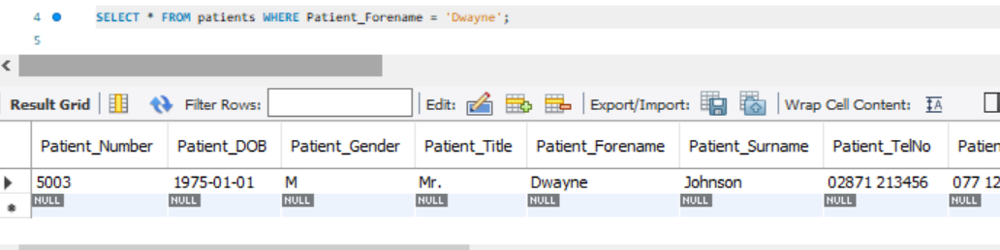 4 SELECT * FROM patients WHERE Patient_Forename = 'Dwayne';
5
Result Grid Filter Rows: Edit: Export/Import: Wrap Cell Content: IA
Patient_Number Patient_DOB Patient_Gender Patient_Title Patient_Forename Patient_Surname Patient_TelNo Patien
5003 1975-01-01 M Mr. Dwayne Johnson 02871 213456 077 12
NULL NULL NULL NULL NULL NULL NULL NULL